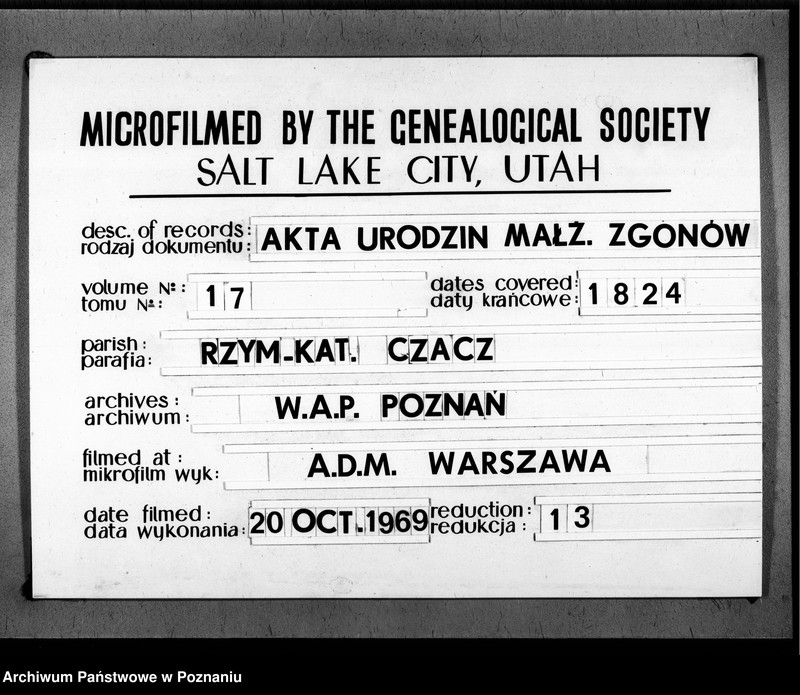 MICROFILMED BY THE GENEALOGICAL SOCIETY
SALT LAKE CITY, UTAH
desc. of records:
rodzaj dokumentu: AKTA URODZIN MAŁŻ. ZGONÓW
volume No: 17 dates covered: 1824
tomu No: daty krańcowe:
parish:
parafia: RZYM-KAT. CZACZ
archives:
archiwum: W.A.P. POZNAŃ
filmed at:
mikrofilm wyk: A.D.M. WARSZAWA
date filmed: 20 OCT. 1969 reduction: 13
data wykonania: redukcja:
Archiwum Państwowe w Poznaniu